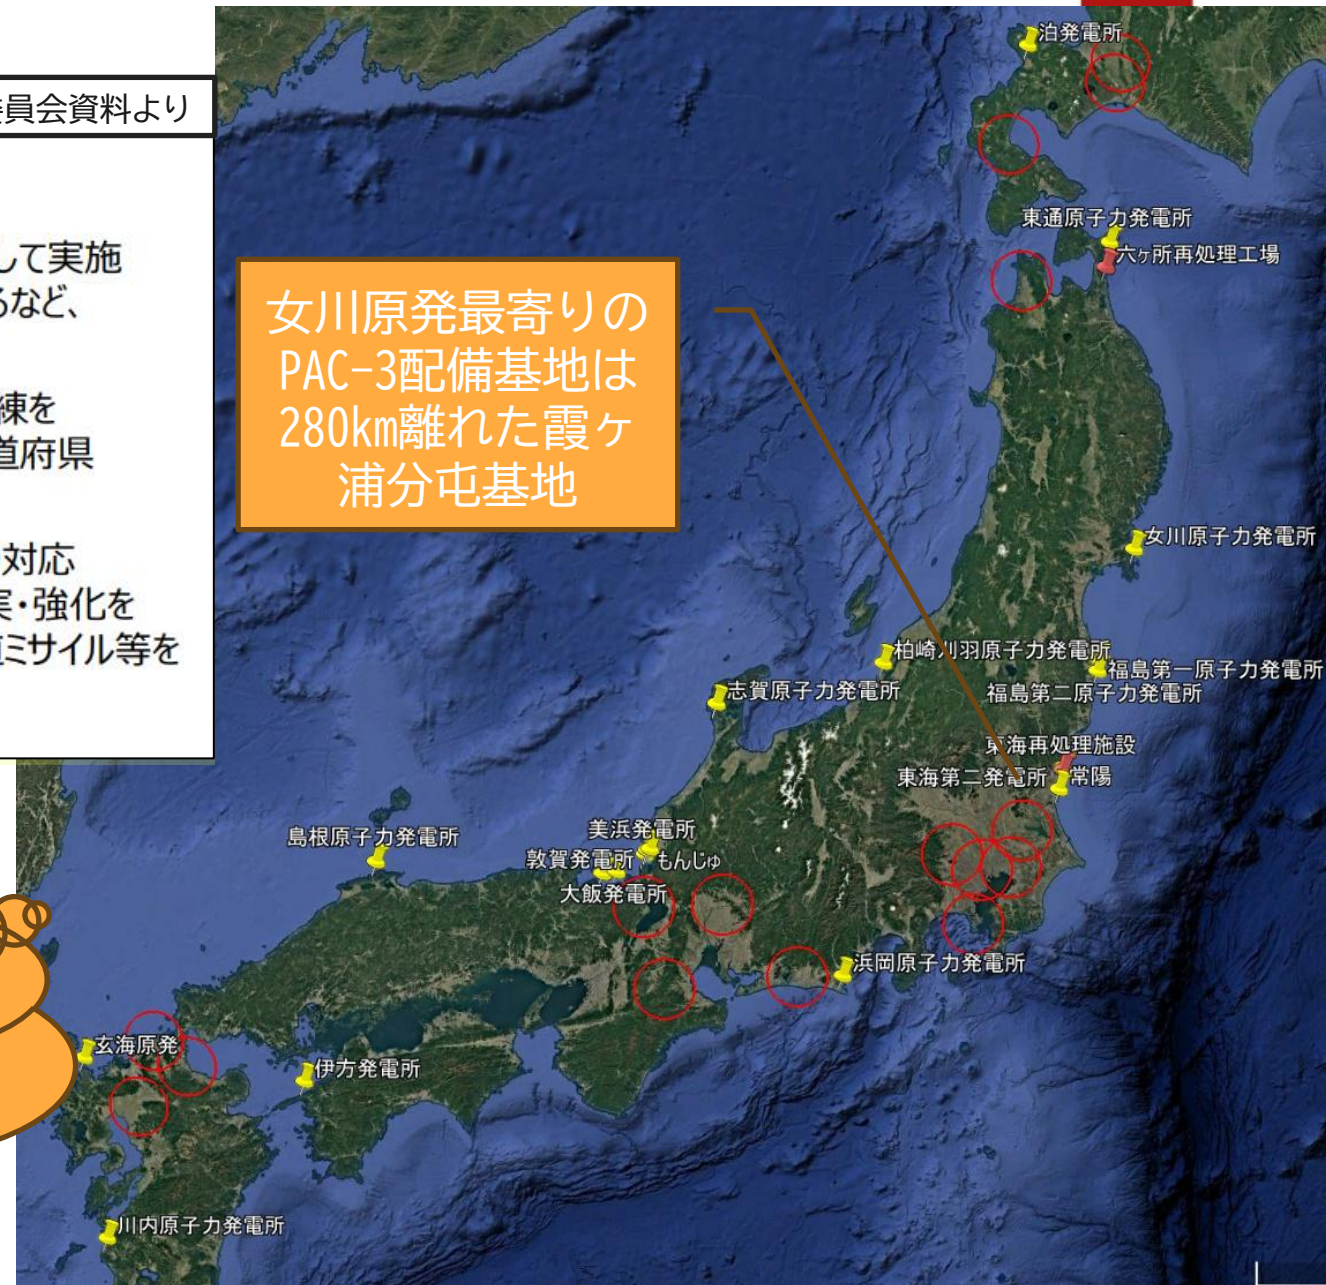 員会資料より
して実施
るなど、
練を
道府県
対応
実・強化を
ミサイル等を
女川原発最寄りの
PAC-3配備基地は
280km離れた霞ヶ
浦分屯基地
泊発電所
東通原子力発電所
六ヶ所再処理工場
女川原子力発電所
柏崎刈羽原子力発電所
福島第一原子力発電所
福島第二原子力発電所
志賀原子力発電所
東海再処理施設
東海第二発電所
常陽
島根原子力発電所
美浜発電所
敦賀発電所
もんじゅ
大飯発電所
浜岡原子力発電所
玄海原発
伊方発電所
川内原子力発電所